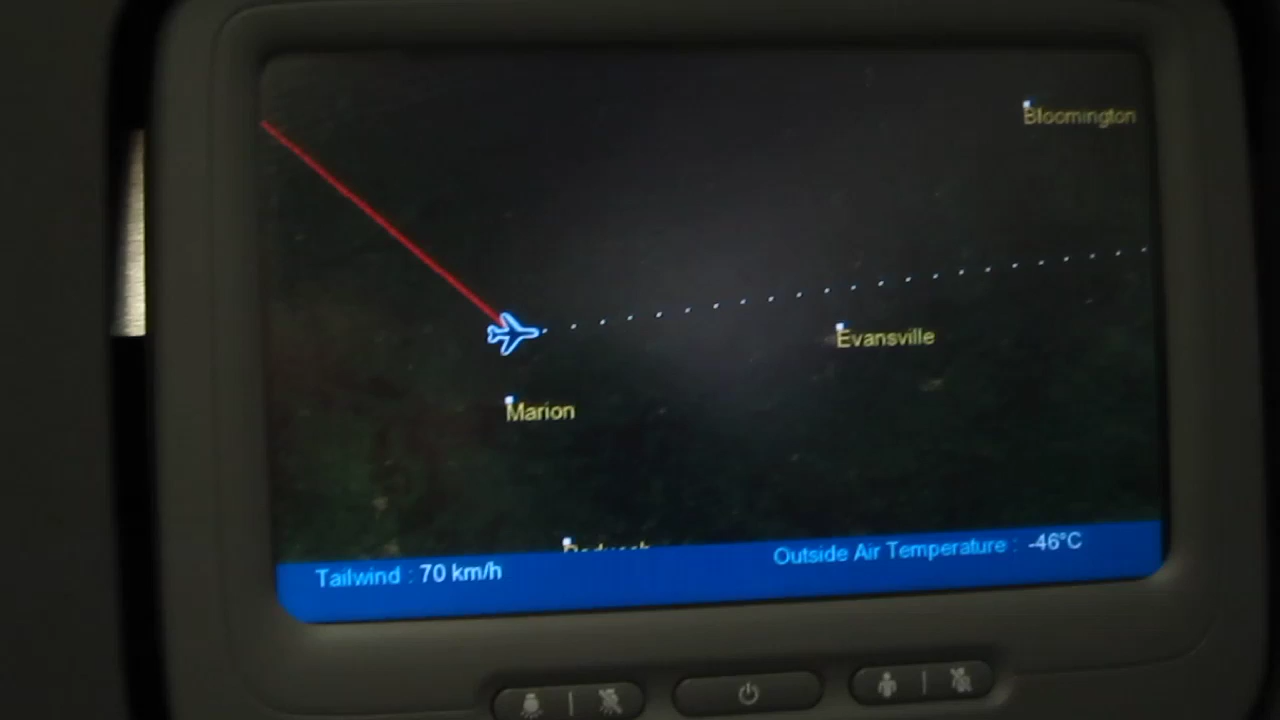 Bloomington
Evansville
Marion
Tailwind : 70 km/h
Outside Air Temperature : -46°C